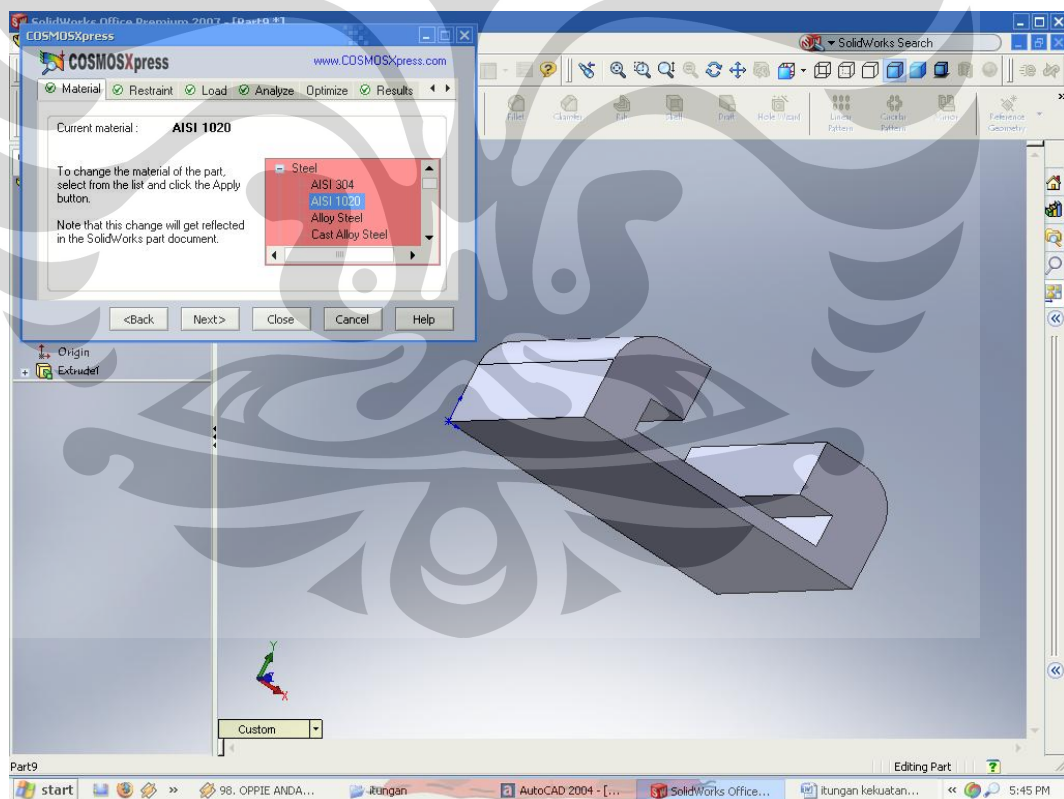 SolidWorks Office Premium 2007 - [Part9 *]
COSMOSXpress
SolidWorks Search
COSMOSXpress
www.COSMOSXpress.com
Material Restraint Load Analyze Optimize Results
Fillet Chamfer Rib Shell Draft Hole Wizard Linear Pattern Circular Pattern Mirror Reference Geometry
Current material : AISI 1020
To change the material of the part,
select from the list and click the Apply
button.
Note that this change will get reflected
in the SolidWorks part document.
Steel
AISI 304
AISI 1020
Alloy Steel
Cast Alloy Steel
<Back Next> Close Cancel Help
Origin
Extrude1
Y
Z
X
Custom
Part9
Editing Part
start
98. OPPIE ANDA...
itungan
AutoCAD 2004 - [...
SolidWorks Office...
itungan kekuatan...
5:45 PM